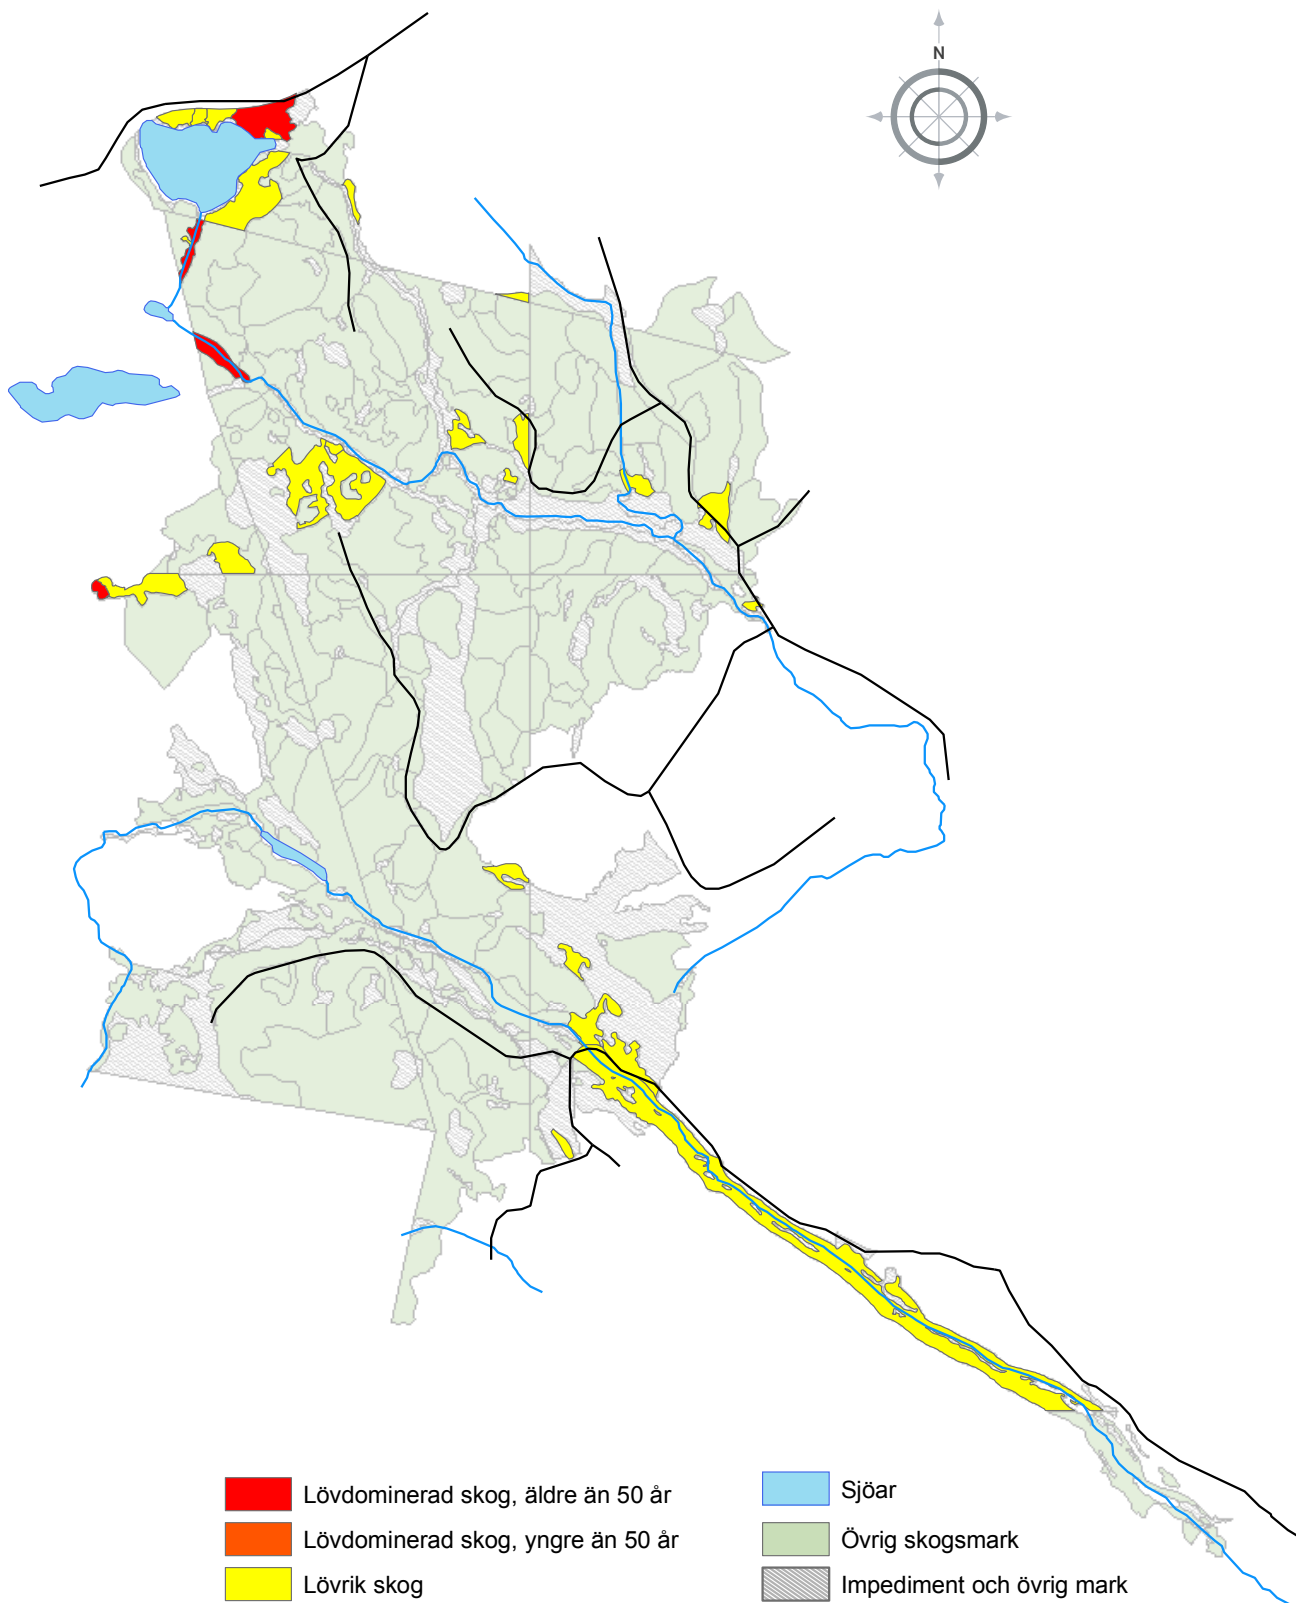 N
Lövdominerad skog, äldre än 50 år
Lövdominerad skog, yngre än 50 år
Lövrik skog
Sjöar
Övrig skogsmark
Impediment och övrig mark